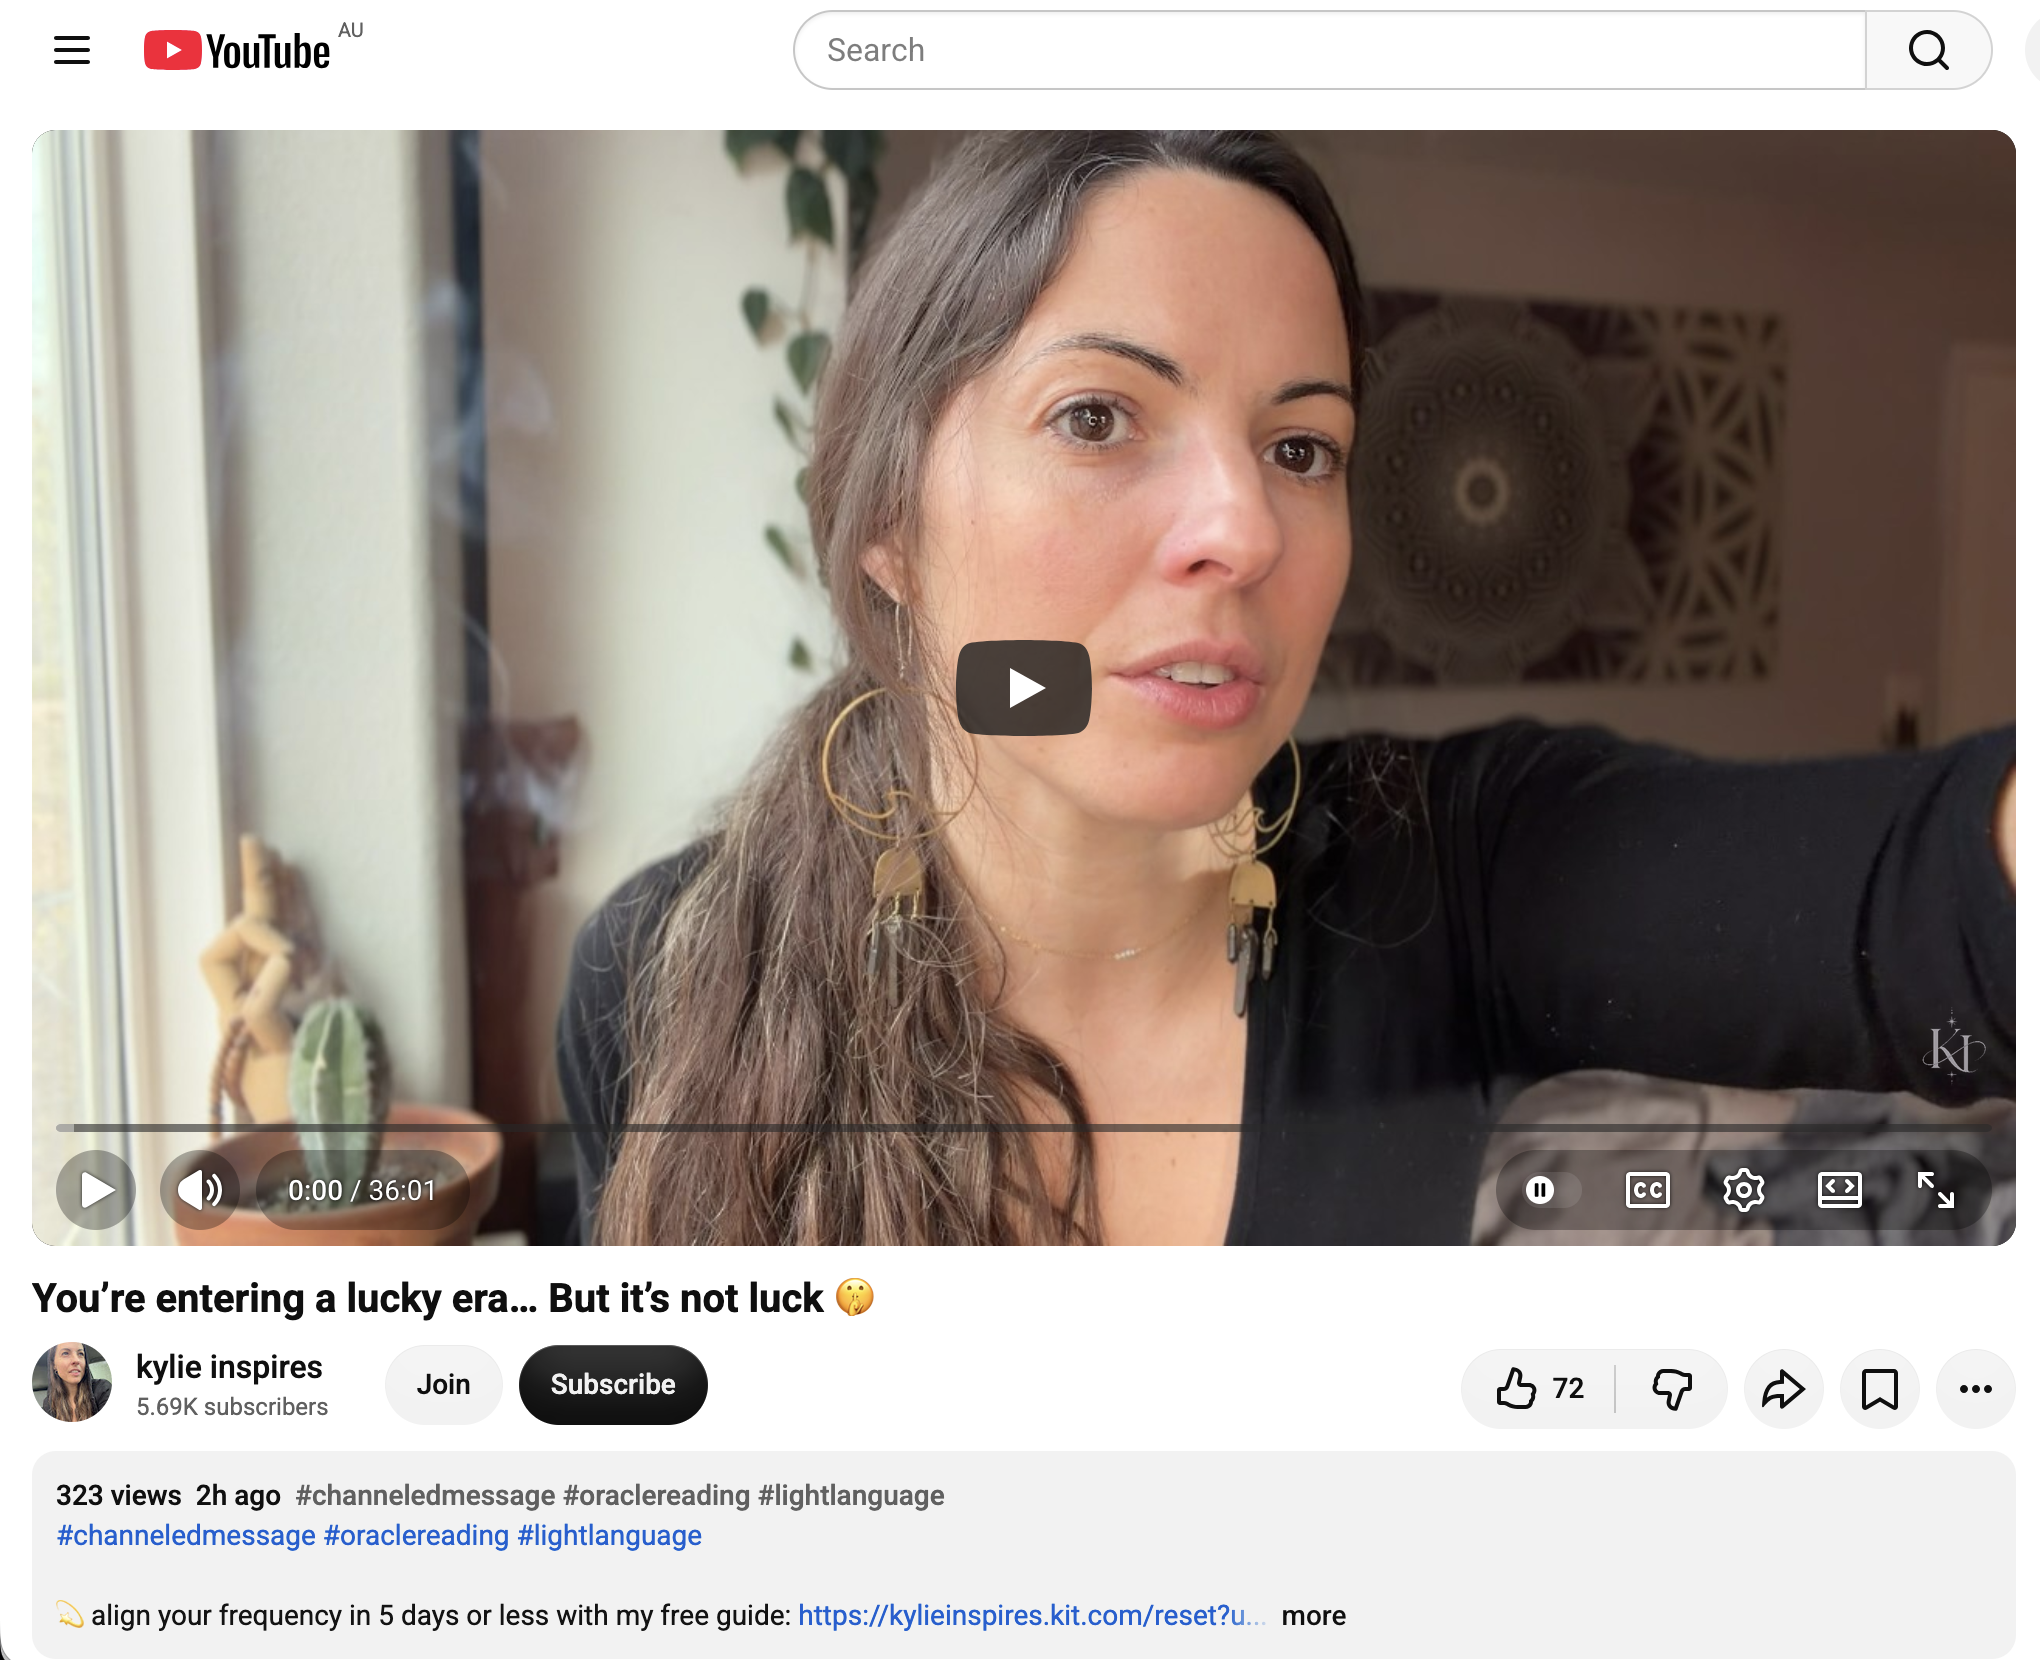 YouTube AU
Search
KI
0:00 / 36:01
CC
You’re entering a lucky era... But it’s not luck 🤫
kylie inspires
5.69K subscribers
Join
Subscribe
72
323 views 2h ago #channeledmessage #oraclereading #lightlanguage
#channeledmessage #oraclereading #lightlanguage
💫 align your frequency in 5 days or less with my free guide: https://kylieinspires.kit.com/reset?u... more